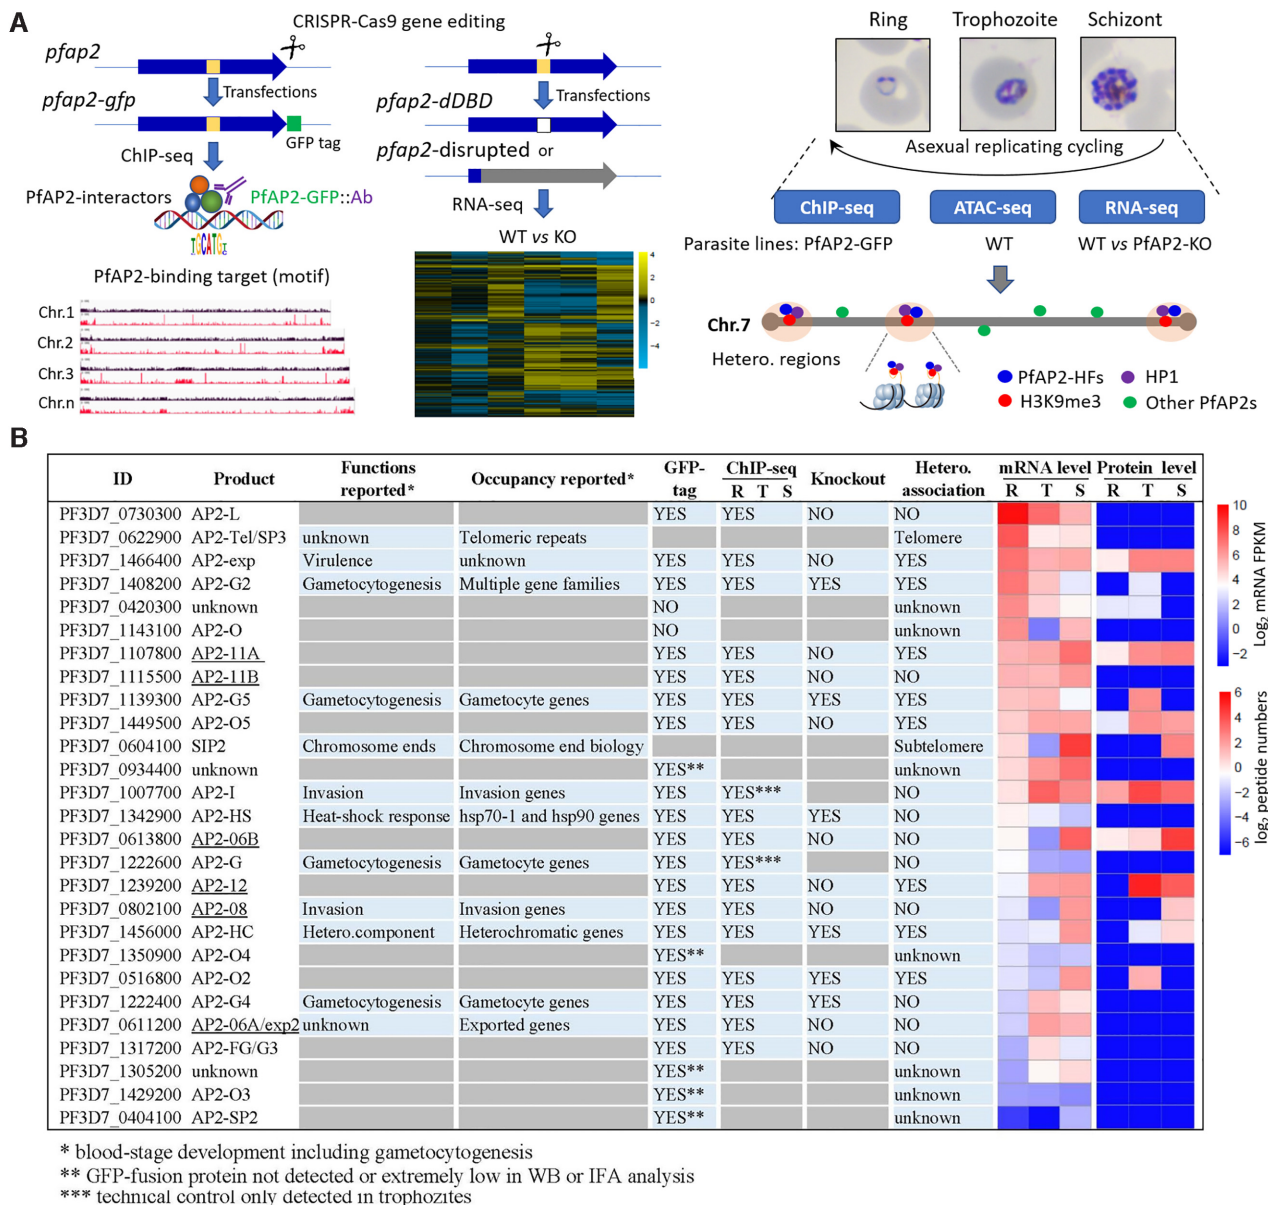 A
CRISPR-Cas9 gene editing
pfap2
Transfections
pfap2-gfp
GFP tag
ChIP-seq
PfAP2-interactors
PfAP2-GFP::Ab
TGCATGC
PfAP2-binding target (motif)
Chr.1
Chr.2
Chr.3
Chr.n
Transfections
pfap2-dDBD
pfap2-disrupted or
RNA-seq
WT vs KO
4
2
0
−2
−4
Ring Trophozoite Schizont
Asexual replicating cycling
ChIP-seq ATAC-seq RNA-seq
Parasite lines: PfAP2-GFP WT WT vs PfAP2-KO
Chr.7
Hetero. regions
PfAP2-HFs HP1
H3K9me3 Other PfAP2s
B
ID Product Functions reported* Occupancy reported* GFP-tag ChIP-seq R T S Knockout Hetero. association mRNA level R T S Protein level R T S
PF3D7_0730300 AP2-L YES YES NO NO
PF3D7_0622900 AP2-Tel/SP3 unknown Telomeric repeats Telomere
PF3D7_1466400 AP2-exp Virulence unknown YES YES NO YES
PF3D7_1408200 AP2-G2 Gametocytogenesis Multiple gene families YES YES YES YES
PF3D7_0420300 unknown NO unknown
PF3D7_1143100 AP2-O NO unknown
PF3D7_1107800 AP2-11A YES YES NO YES
PF3D7_1115500 AP2-11B YES YES NO NO
PF3D7_1139300 AP2-G5 Gametocytogenesis Gametocyte genes YES YES YES YES
PF3D7_1449500 AP2-O5 YES YES NO YES
PF3D7_0604100 SIP2 Chromosome ends Chromosome end biology Subtelomere
PF3D7_0934400 unknown YES** unknown
PF3D7_1007700 AP2-I Invasion Invasion genes YES YES*** NO
PF3D7_1342900 AP2-HS Heat-shock response hsp70-1 and hsp90 genes YES YES YES NO
PF3D7_0613800 AP2-06B YES YES NO NO
PF3D7_1222600 AP2-G Gametocytogenesis Gametocyte genes YES YES*** NO
PF3D7_1239200 AP2-12 YES YES NO YES
PF3D7_0802100 AP2-08 Invasion Invasion genes YES YES NO NO
PF3D7_1456000 AP2-HC Hetero.component Heterochromatic genes YES YES YES YES
PF3D7_1350900 AP2-O4 YES** unknown
PF3D7_0516800 AP2-O2 YES YES YES YES
PF3D7_1222400 AP2-G4 Gametocytogenesis Gametocyte genes YES YES YES NO
PF3D7_0611200 AP2-06A/exp2 unknown Exported genes YES YES NO NO
PF3D7_1317200 AP2-FG/G3 YES YES NO NO
PF3D7_1305200 unknown YES** unknown
PF3D7_1429200 AP2-O3 YES** unknown
PF3D7_0404100 AP2-SP2 YES** unknown
10
8
6
4
2
0
−2
Log2 mRNA FPKM
6
4
2
0
−2
−4
−6
log2 peptide numbers
* blood-stage development including gametocytogenesis
** GFP-fusion protein not detected or extremely low in WB or IFA analysis
*** technical control only detected in trophozites